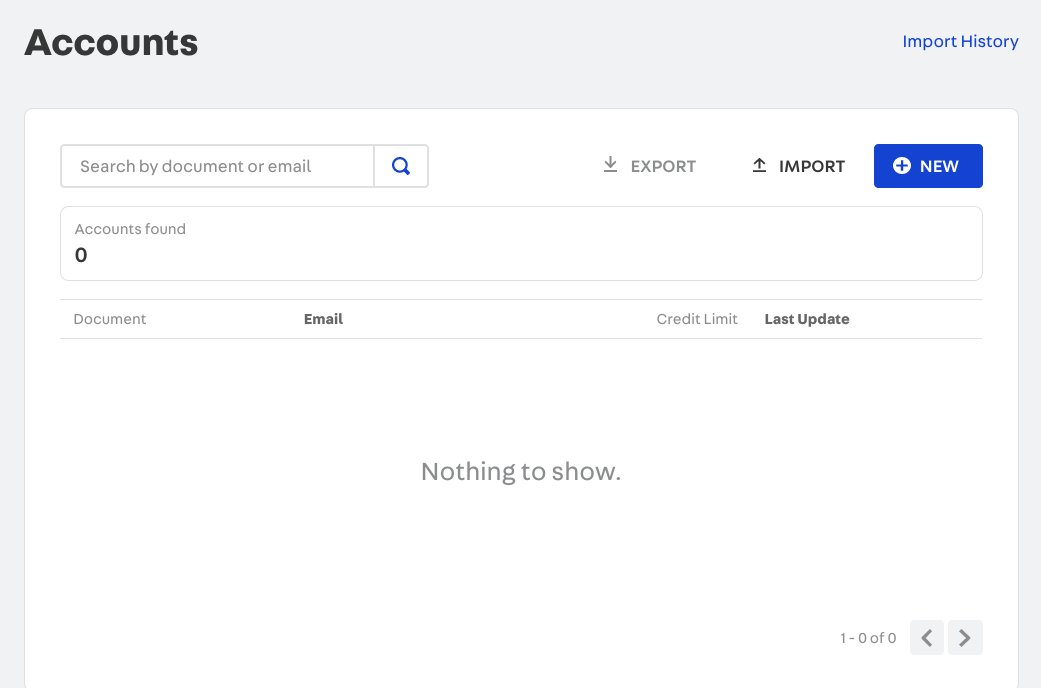 Accounts
Import History
Search by document or email
EXPORT
IMPORT
NEW
Accounts found
0
Document Email Credit Limit Last Update
Nothing to show.
1 - 0 of 0